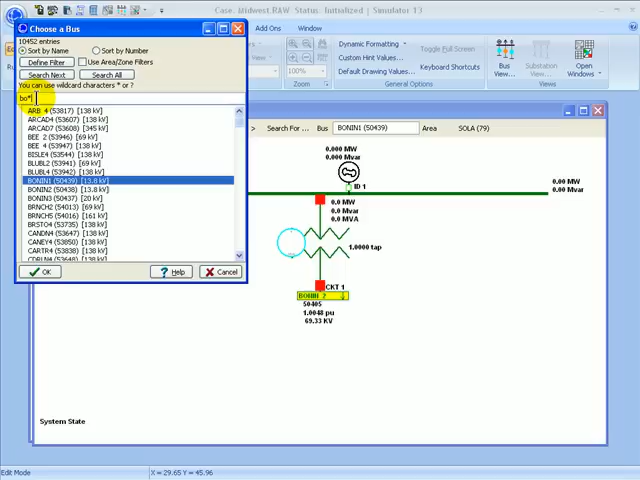 Case: Midwest.RAW Status: Initialized | Simulator 13
Choose a Bus
10452 entries
Sort by Name
Sort by Number
Define Filter
Use Area/Zone Filters
Search Next
Search All
You can use wildcard characters * or ?
bo*
ARB 4 (53817) [138 kV]
ARCAD4 (53607) [138 kV]
ARCAD7 (53608) [345 kV]
BEE 2 (53946) [69 kV]
BEE 4 (53947) [138 kV]
BISLE4 (53544) [138 kV]
BLUBL2 (53941) [69 kV]
BLUBL4 (53942) [138 kV]
BONIN1 (50439) [13.8 kV]
BONIN2 (50438) [13.8 kV]
BONIN3 (50437) [20 kV]
BRNCH2 (54013) [69 kV]
BRNCH5 (54016) [161 kV]
BRSTO4 (53735) [138 kV]
CANDN4 (53647) [138 kV]
CANEY4 (53850) [138 kV]
CARTR4 (53838) [138 kV]
OK
Help
Cancel
Add Ons
Window
Dynamic Formatting
Custom Hint Values...
Default Drawing Values...
Toggle Full Screen
Keyboard Shortcuts
100%
General Options
Bus View...
Substation View...
Open Windows
Window
> Search For ...
Bus
BONIN1 (50439)
Area
SOLA (79)
0.000 MW
0.000 Mvar
ID 1
0.00 MW
0.00 Mvar
0.0 MW
0.0 Mvar
0.0 MVA
1.0000 tap
CKT 1
BONIN 2
50405
1.0048 pu
69.33 KV
System State
Edit Mode
X = 29.65 Y = 45.96